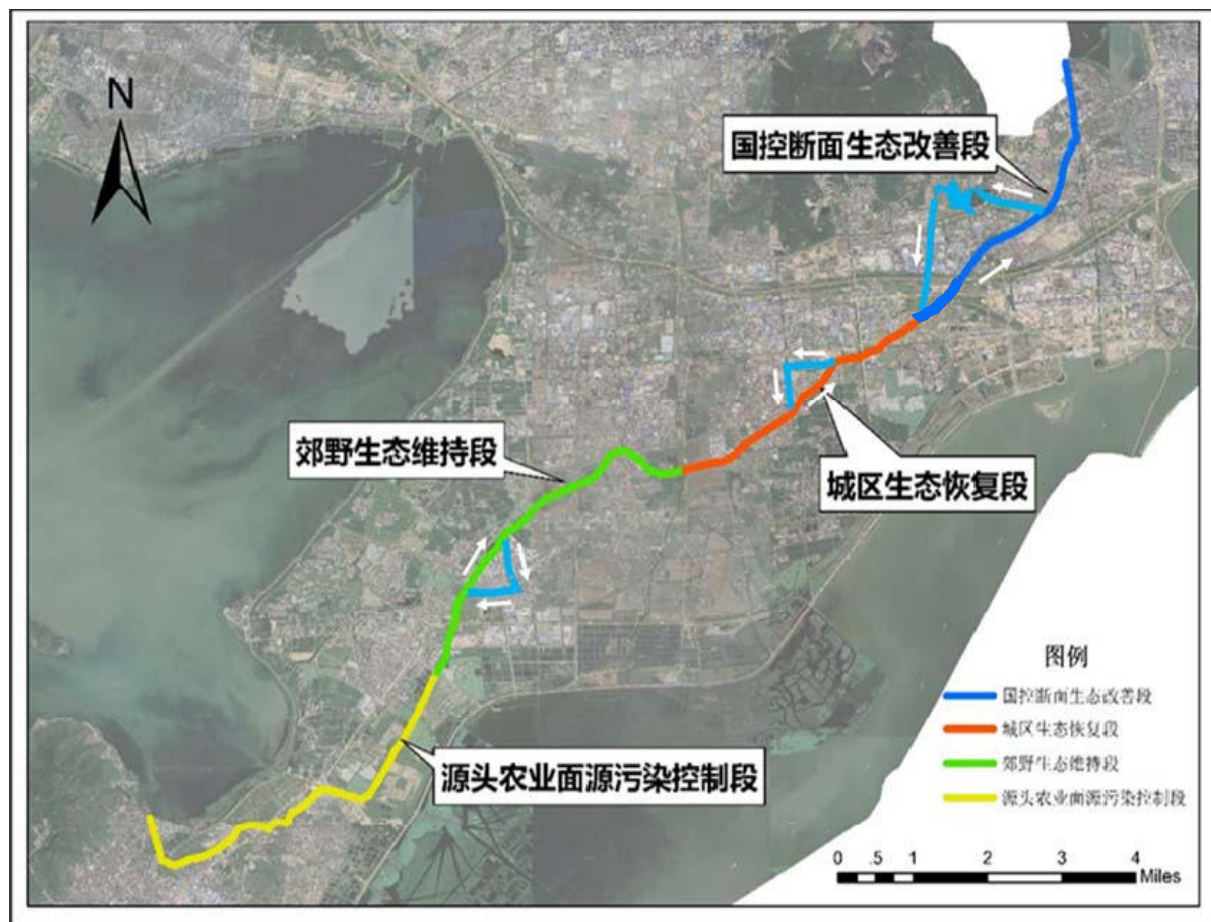 N
国控断面生态改善段
郊野生态维持段
城区生态恢复段
源头农业面源污染控制段
图例
国控断面生态改善段
城区生态恢复段
郊野生态维持段
源头农业面源污染控制段
0 .5 1 2 3 4
Miles